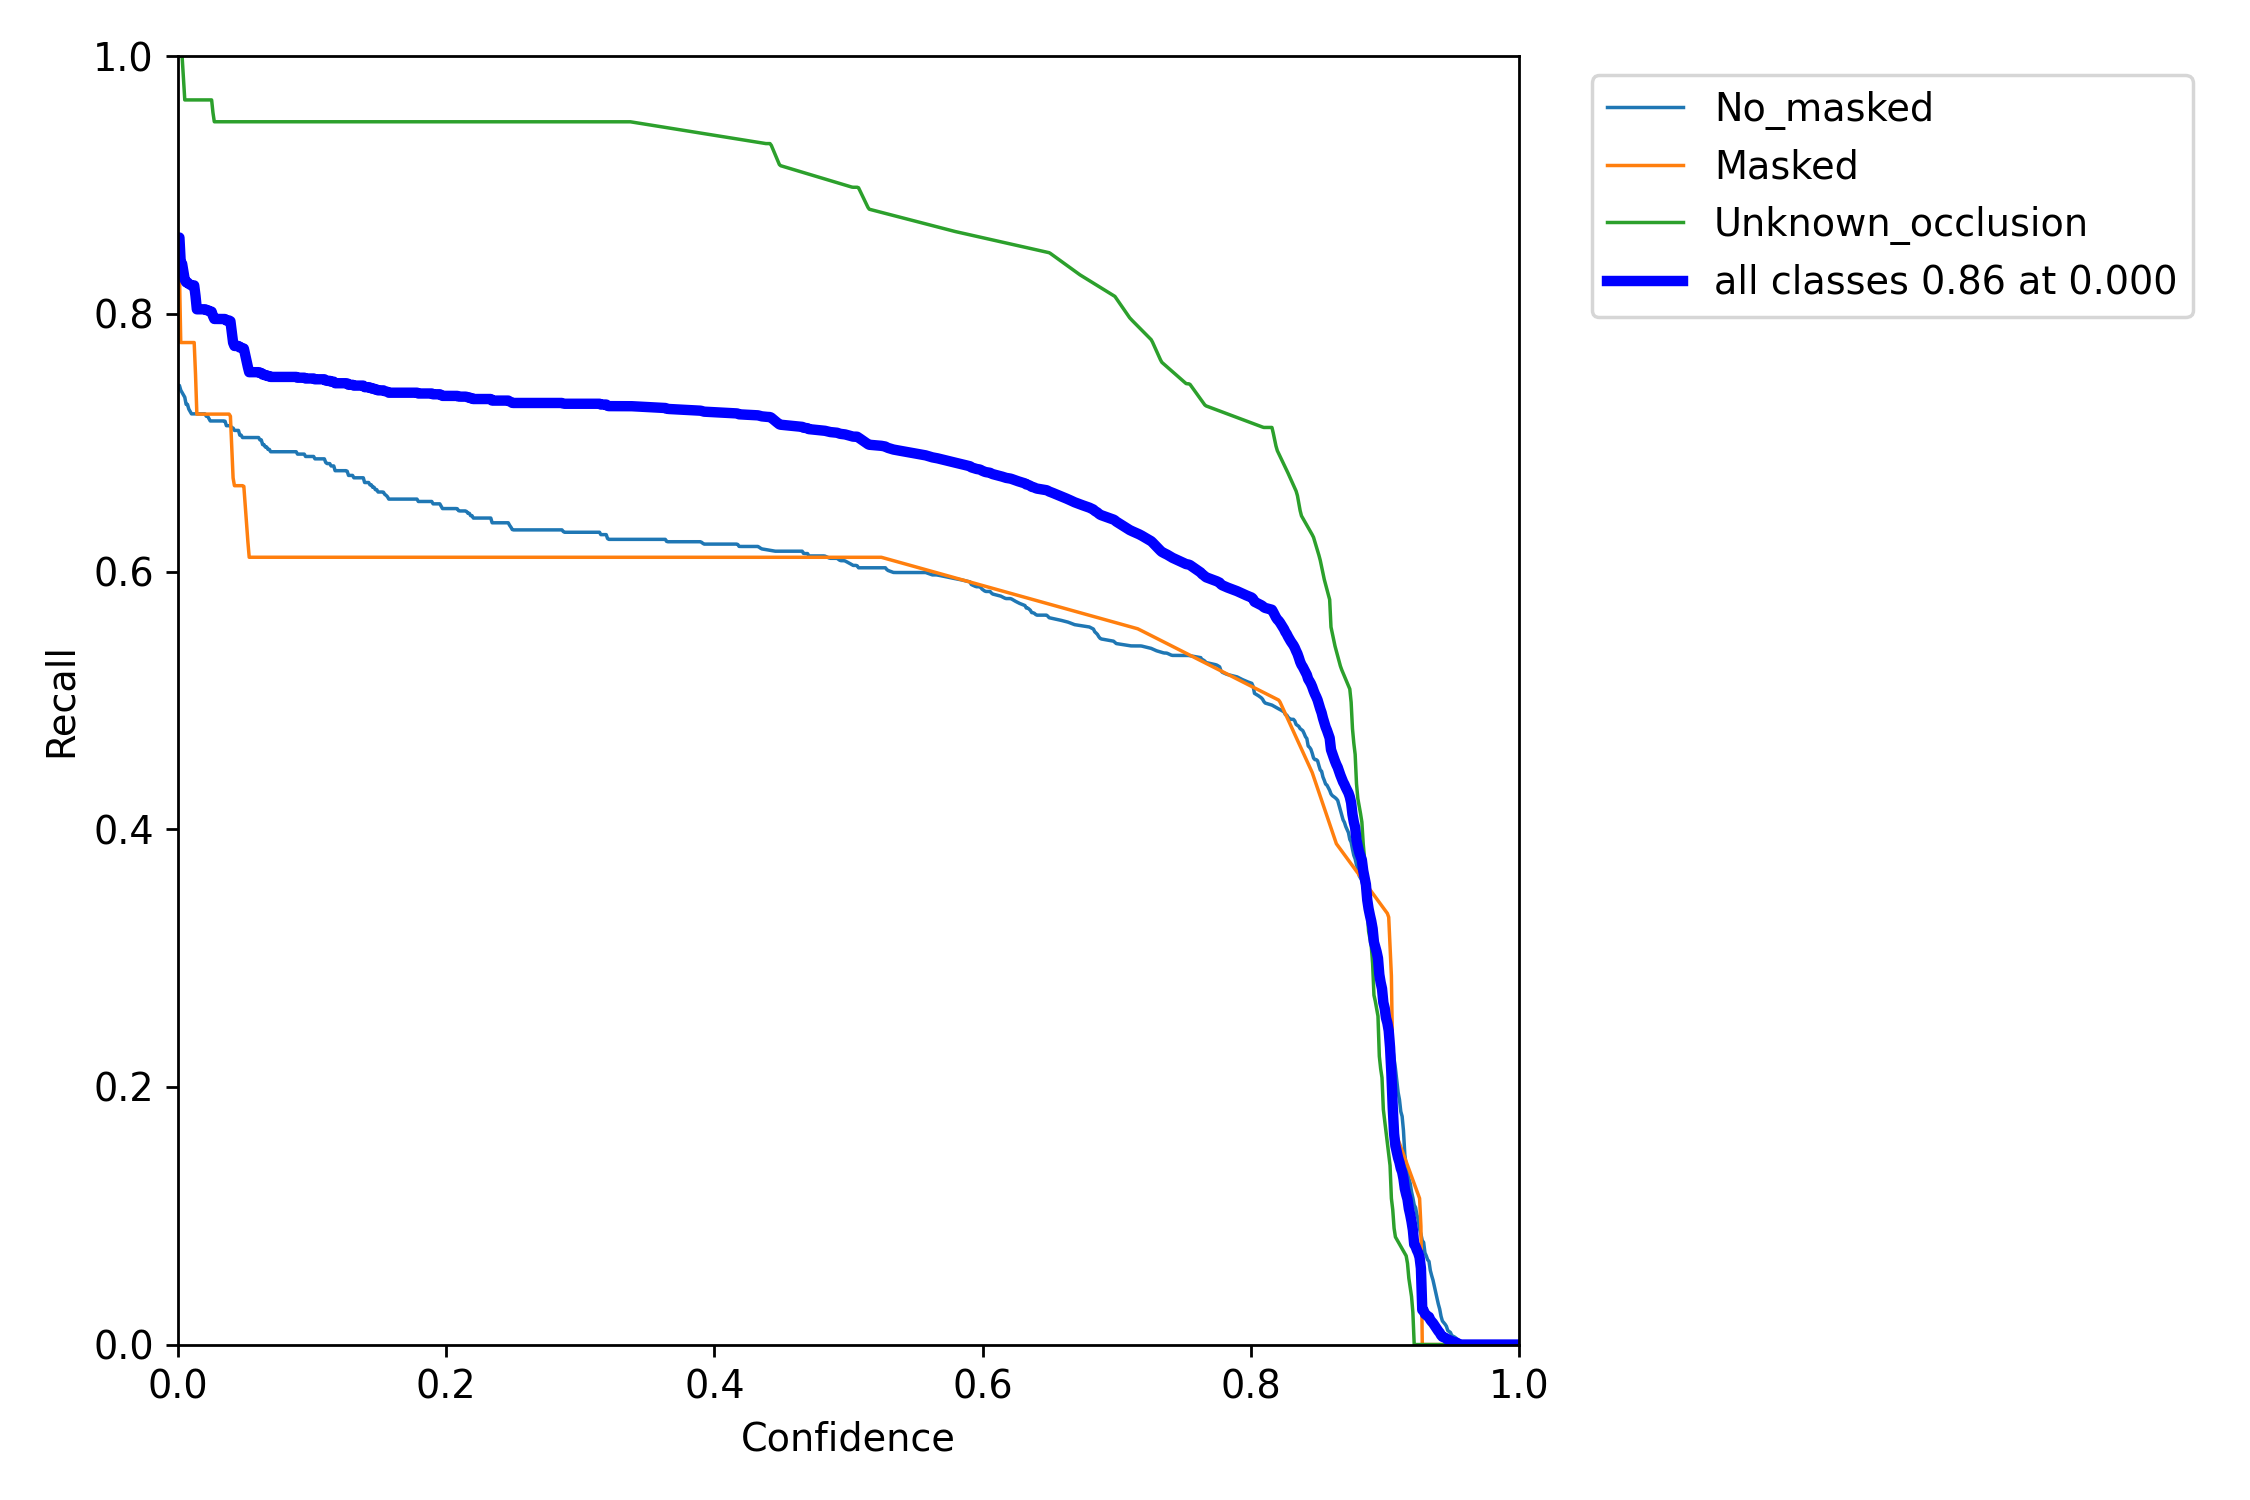 No_masked
Masked
Unknown_occlusion
all classes 0.86 at 0.000
1.0
0.8
0.6
0.4
0.2
0.0
Recall
0.0 0.2 0.4 0.6 0.8 1.0
Confidence